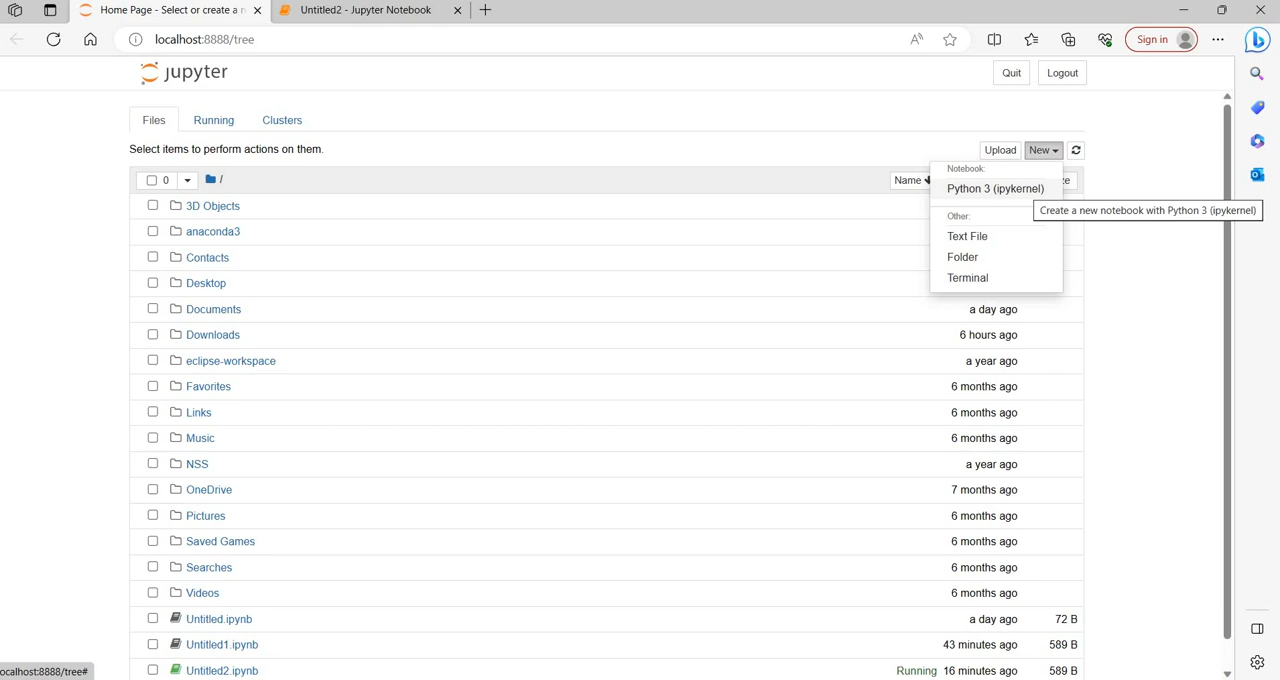 Home Page - Select or create a n
Untitled2 - Jupyter Notebook
localhost:8888/tree
Sign in
jupyter
Quit
Logout
Files
Running
Clusters
Select items to perform actions on them.
Upload
New
0
/
Name
Notebook:
Python 3 (ipykernel)
Create a new notebook with Python 3 (ipykernel)
Other:
Text File
Folder
Terminal
3D Objects
anaconda3
Contacts
Desktop
Documents a day ago
Downloads 6 hours ago
eclipse-workspace a year ago
Favorites 6 months ago
Links 6 months ago
Music 6 months ago
NSS a year ago
OneDrive 7 months ago
Pictures 6 months ago
Saved Games 6 months ago
Searches 6 months ago
Videos 6 months ago
Untitled.ipynb a day ago 72 B
Untitled1.ipynb 43 minutes ago 589 B
Untitled2.ipynb Running 16 minutes ago 589 B
ocalhost:8888/tree#